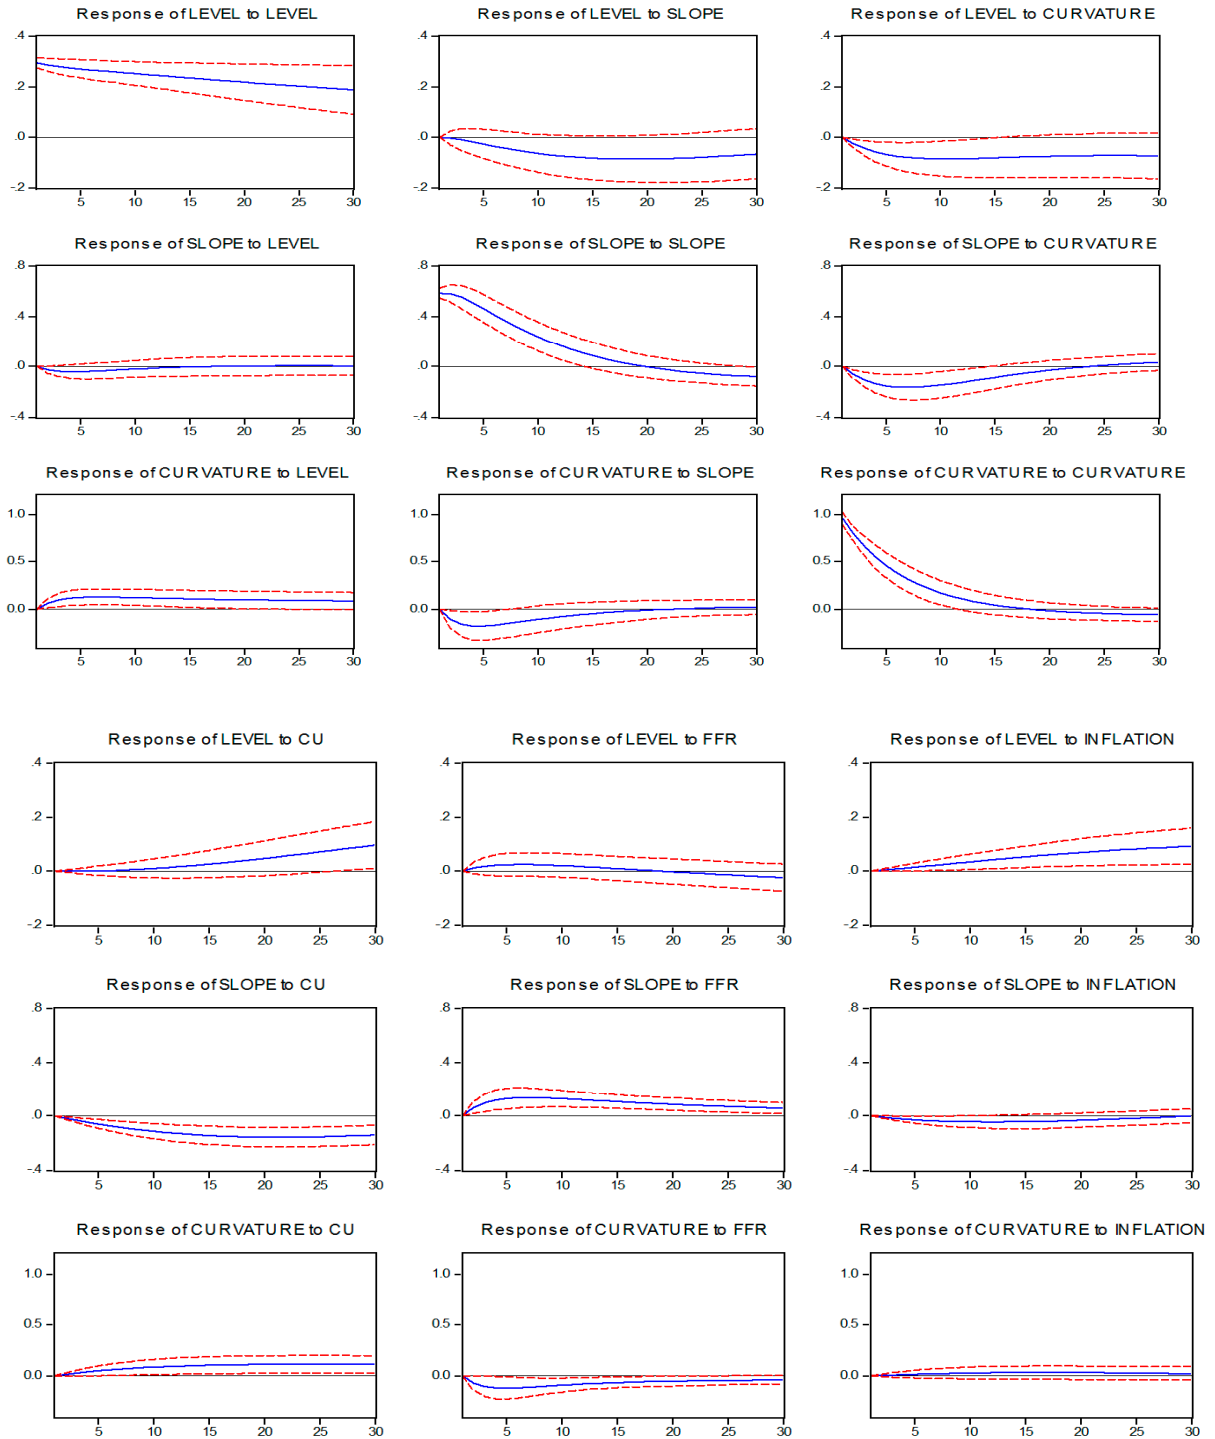 Response of LEVEL to LEVEL
Response of LEVEL to SLOPE
Response of LEVEL to CURVATURE
.4
.2
.0
-.2
5 10 15 20 25 30
.4
.2
.0
-.2
5 10 15 20 25 30
.4
.2
.0
-.2
5 10 15 20 25 30
Response of SLOPE to LEVEL
Response of SLOPE to SLOPE
Response of SLOPE to CURVATURE
.8
.4
.0
-.4
5 10 15 20 25 30
.8
.4
.0
-.4
5 10 15 20 25 30
.8
.4
.0
-.4
5 10 15 20 25 30
Response of CURVATURE to LEVEL
Response of CURVATURE to SLOPE
Response of CURVATURE to CURVATURE
1.0
0.5
0.0
5 10 15 20 25 30
1.0
0.5
0.0
5 10 15 20 25 30
1.0
0.5
0.0
5 10 15 20 25 30
Response of LEVEL to CU
Response of LEVEL to FFR
Response of LEVEL to INFLATION
.4
.2
.0
-.2
5 10 15 20 25 30
.4
.2
.0
-.2
5 10 15 20 25 30
.4
.2
.0
-.2
5 10 15 20 25 30
Response of SLOPE to CU
Response of SLOPE to FFR
Response of SLOPE to INFLATION
.8
.4
.0
-.4
5 10 15 20 25 30
.8
.4
.0
-.4
5 10 15 20 25 30
.8
.4
.0
-.4
5 10 15 20 25 30
Response of CURVATURE to CU
Response of CURVATURE to FFR
Response of CURVATURE to INFLATION
1.0
0.5
0.0
5 10 15 20 25 30
1.0
0.5
0.0
5 10 15 20 25 30
1.0
0.5
0.0
5 10 15 20 25 30